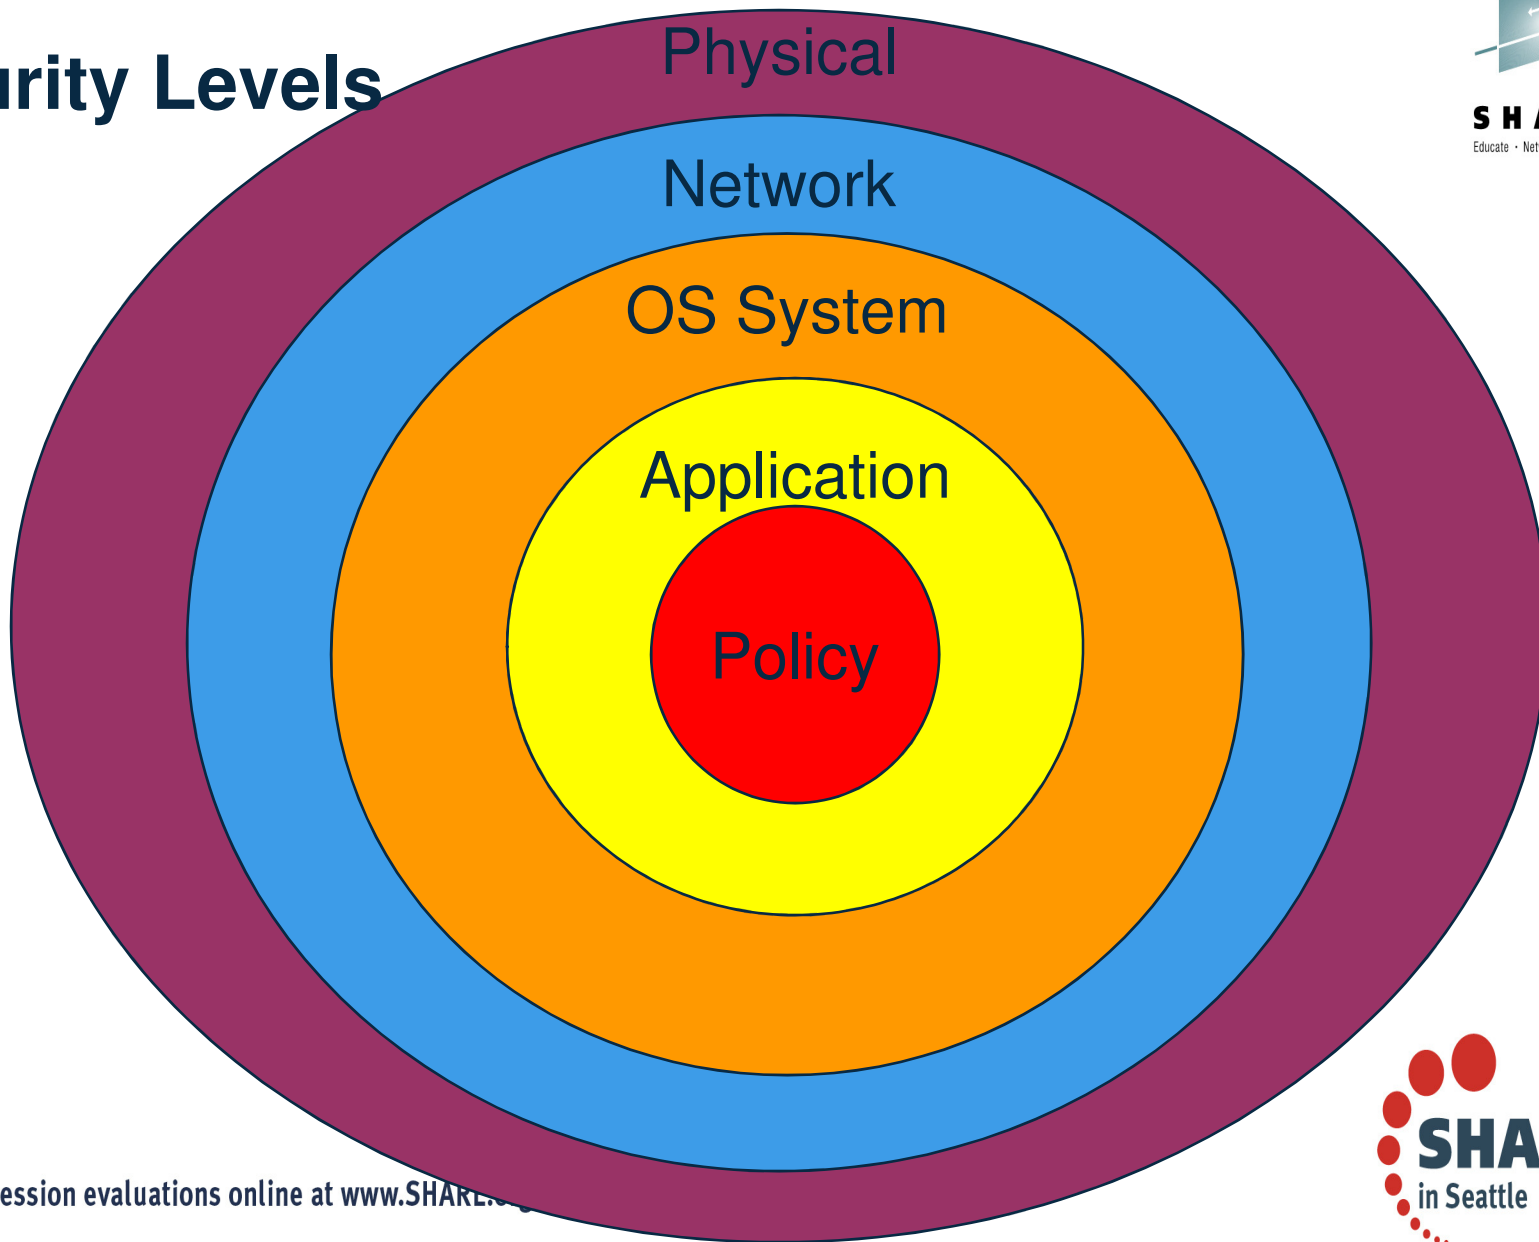 urity Levels
Physical
Network
OS System
Application
Policy
S H A
Educate · Net
ession evaluations online at www.SHARE.
SHA
in Seattle